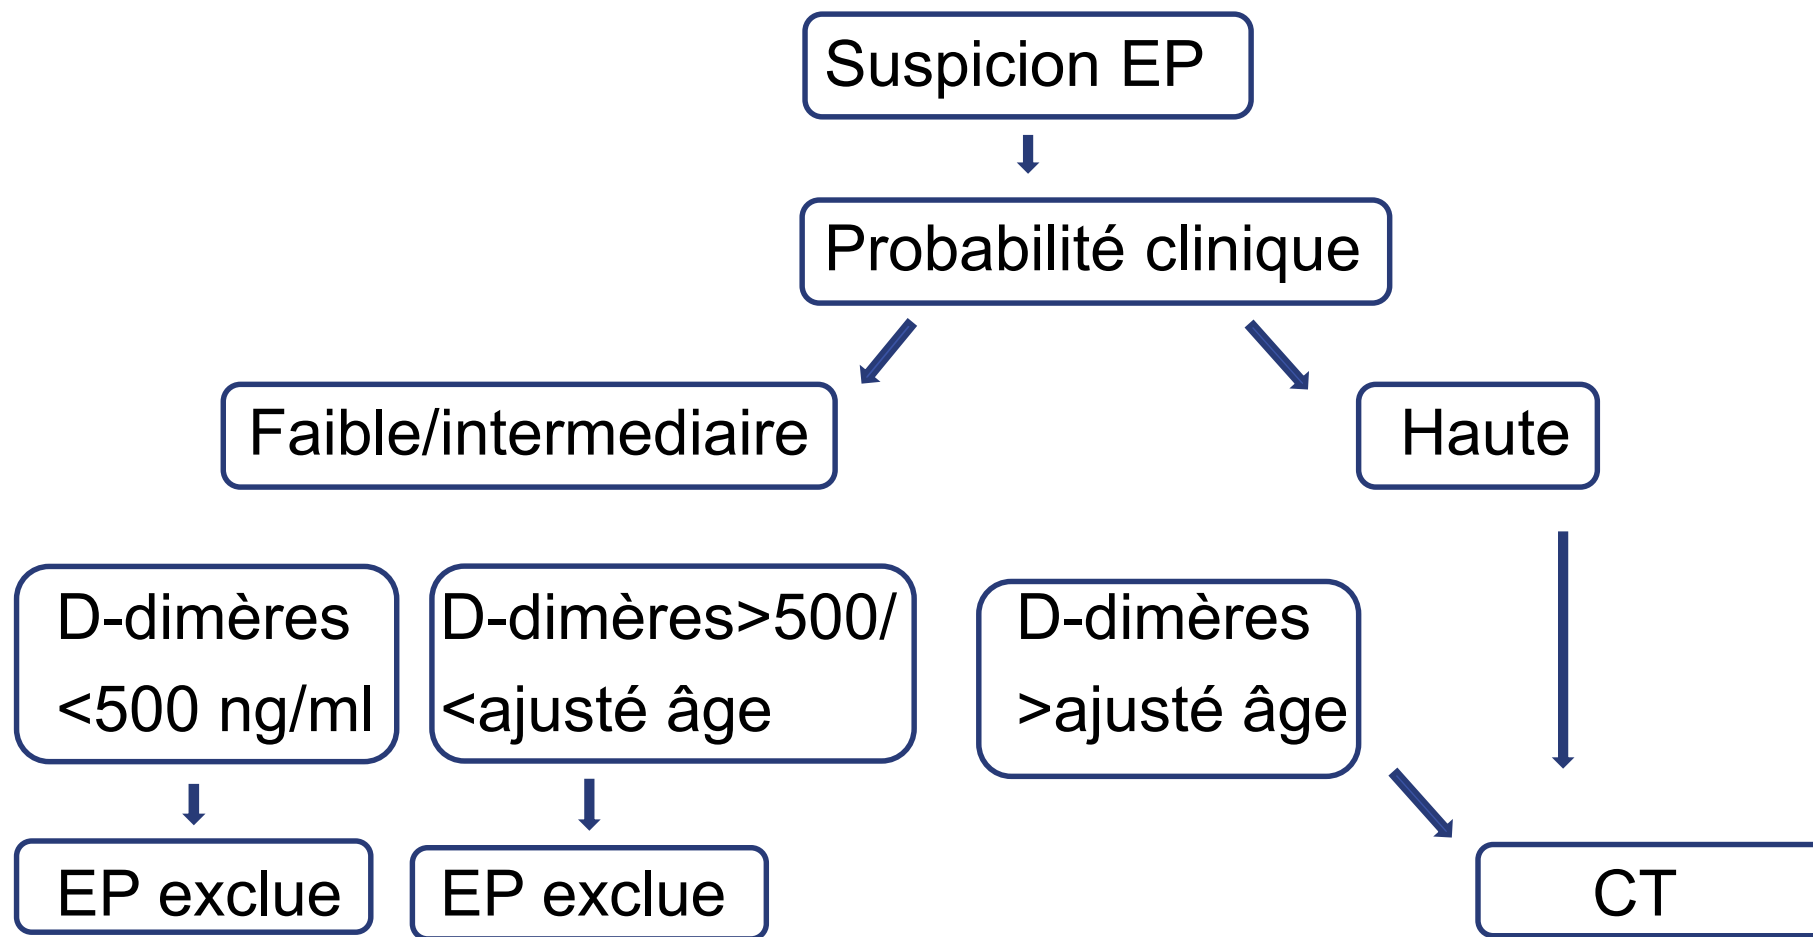 Suspicion EP
Probabilité clinique
Faible/intermediaire
Haute
D-dimères
<500 ng/ml
D-dimères>500/
<ajusté âge
D-dimères
>ajusté âge
EP exclue
EP exclue
CT